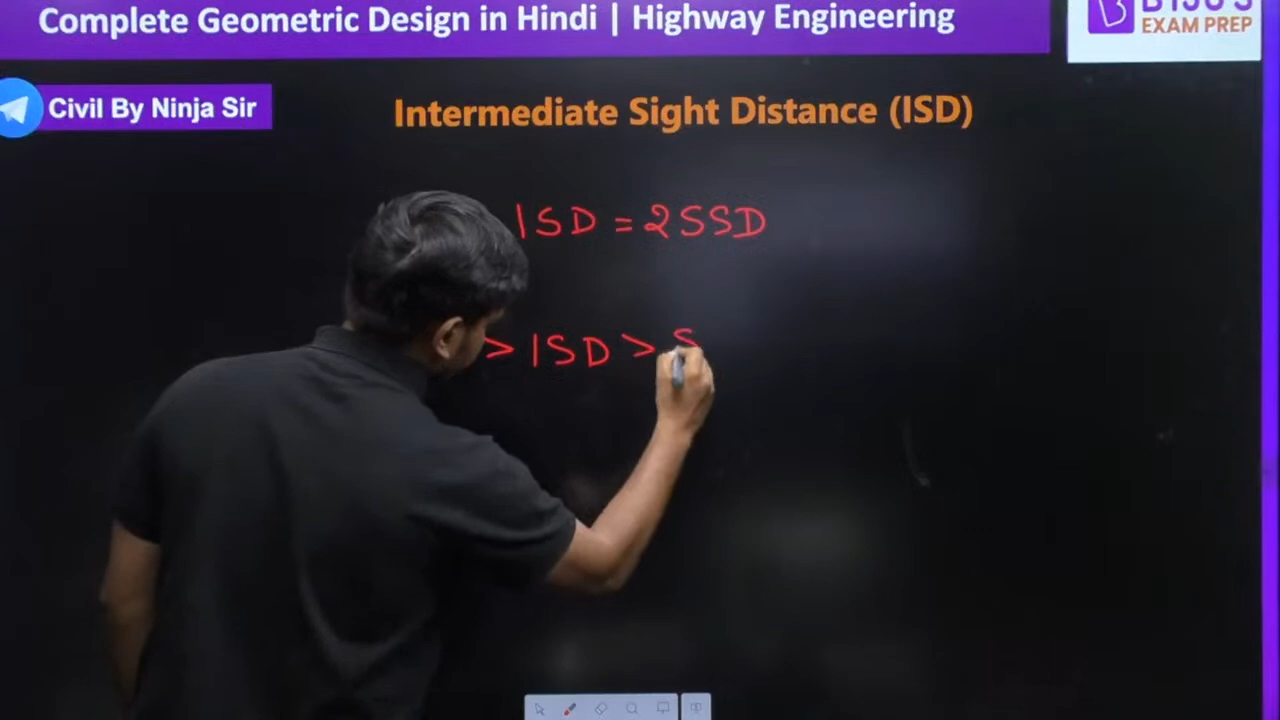 Complete Geometric Design in Hindi | Highway Engineering
EXAM PREP
Civil By Ninja Sir
Intermediate Sight Distance (ISD)
ISD = 2SSD
> ISD > S